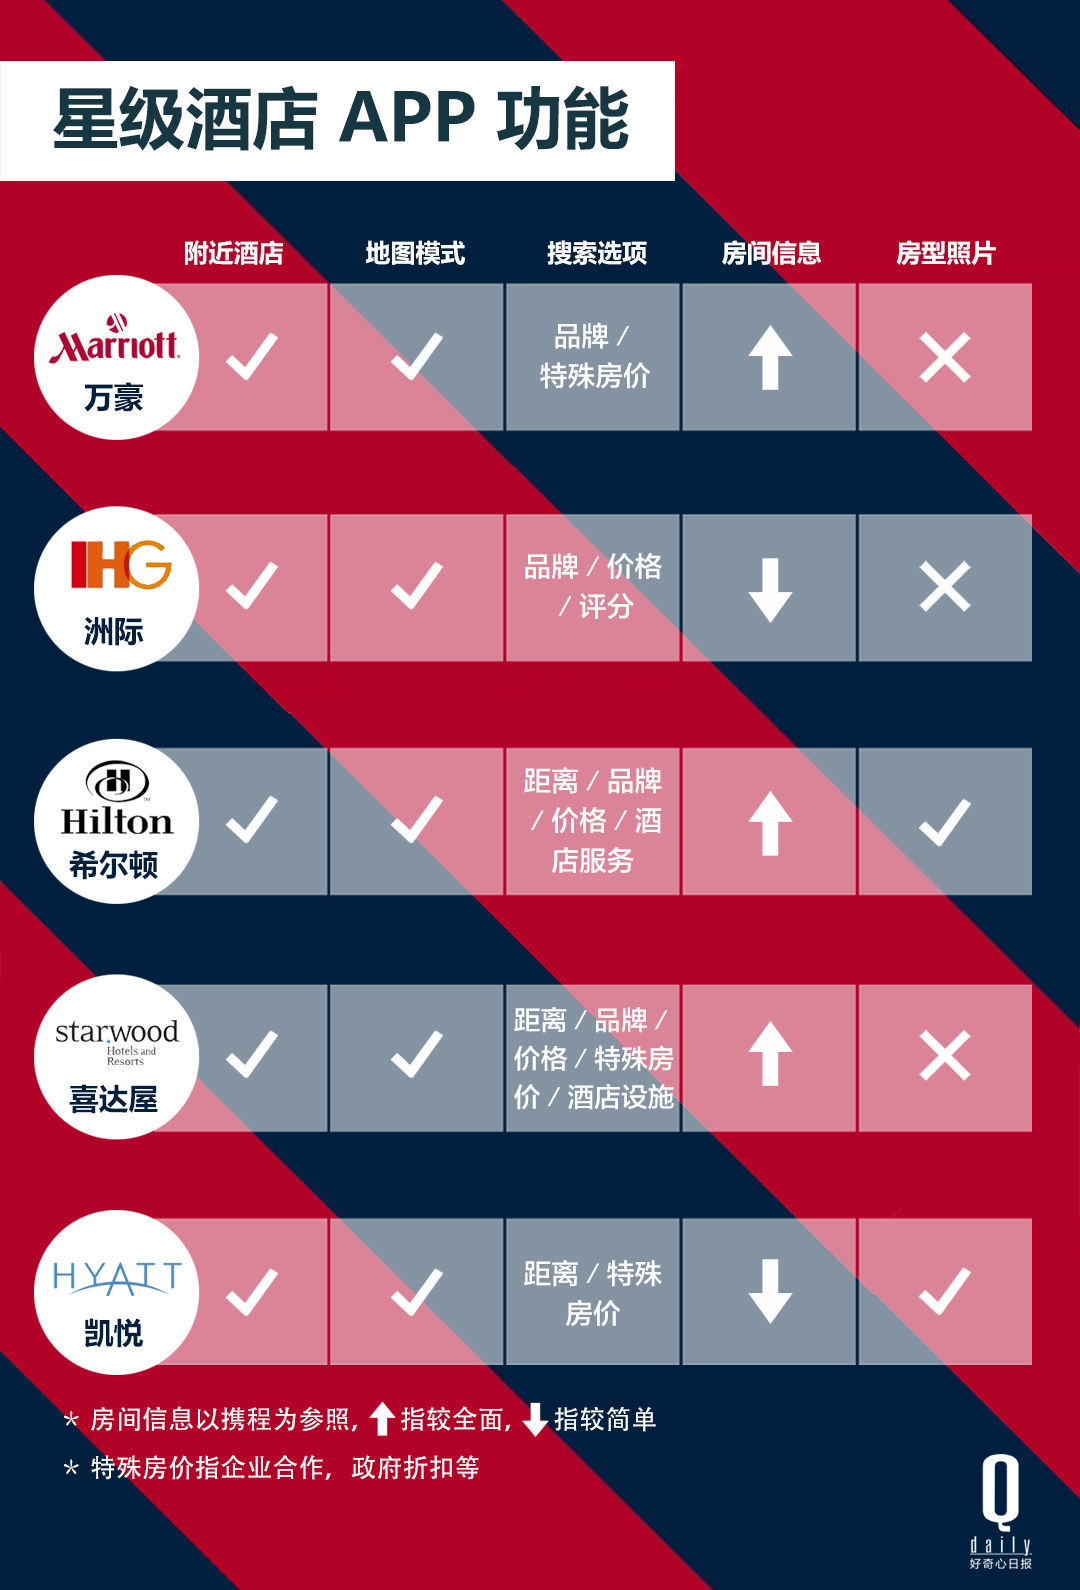 星级酒店 APP 功能
附近酒店 地图模式 搜索选项 房间信息 房型照片
Marriott
万豪
品牌 /
特殊房价
IHG
洲际
品牌 / 价格
/ 评分
Hilton
希尔顿
距离 / 品牌
/ 价格 / 酒
店服务
starwood
Hotels and
Resorts
喜达屋
距离 / 品牌 /
价格 / 特殊房
价 / 酒店设施
HYATT
凯悦
距离 / 特殊
房价
* 房间信息以携程为参照, ↑指较全面, ↓指较简单
* 特殊房价指企业合作，政府折扣等
Q
daily
好奇心日报